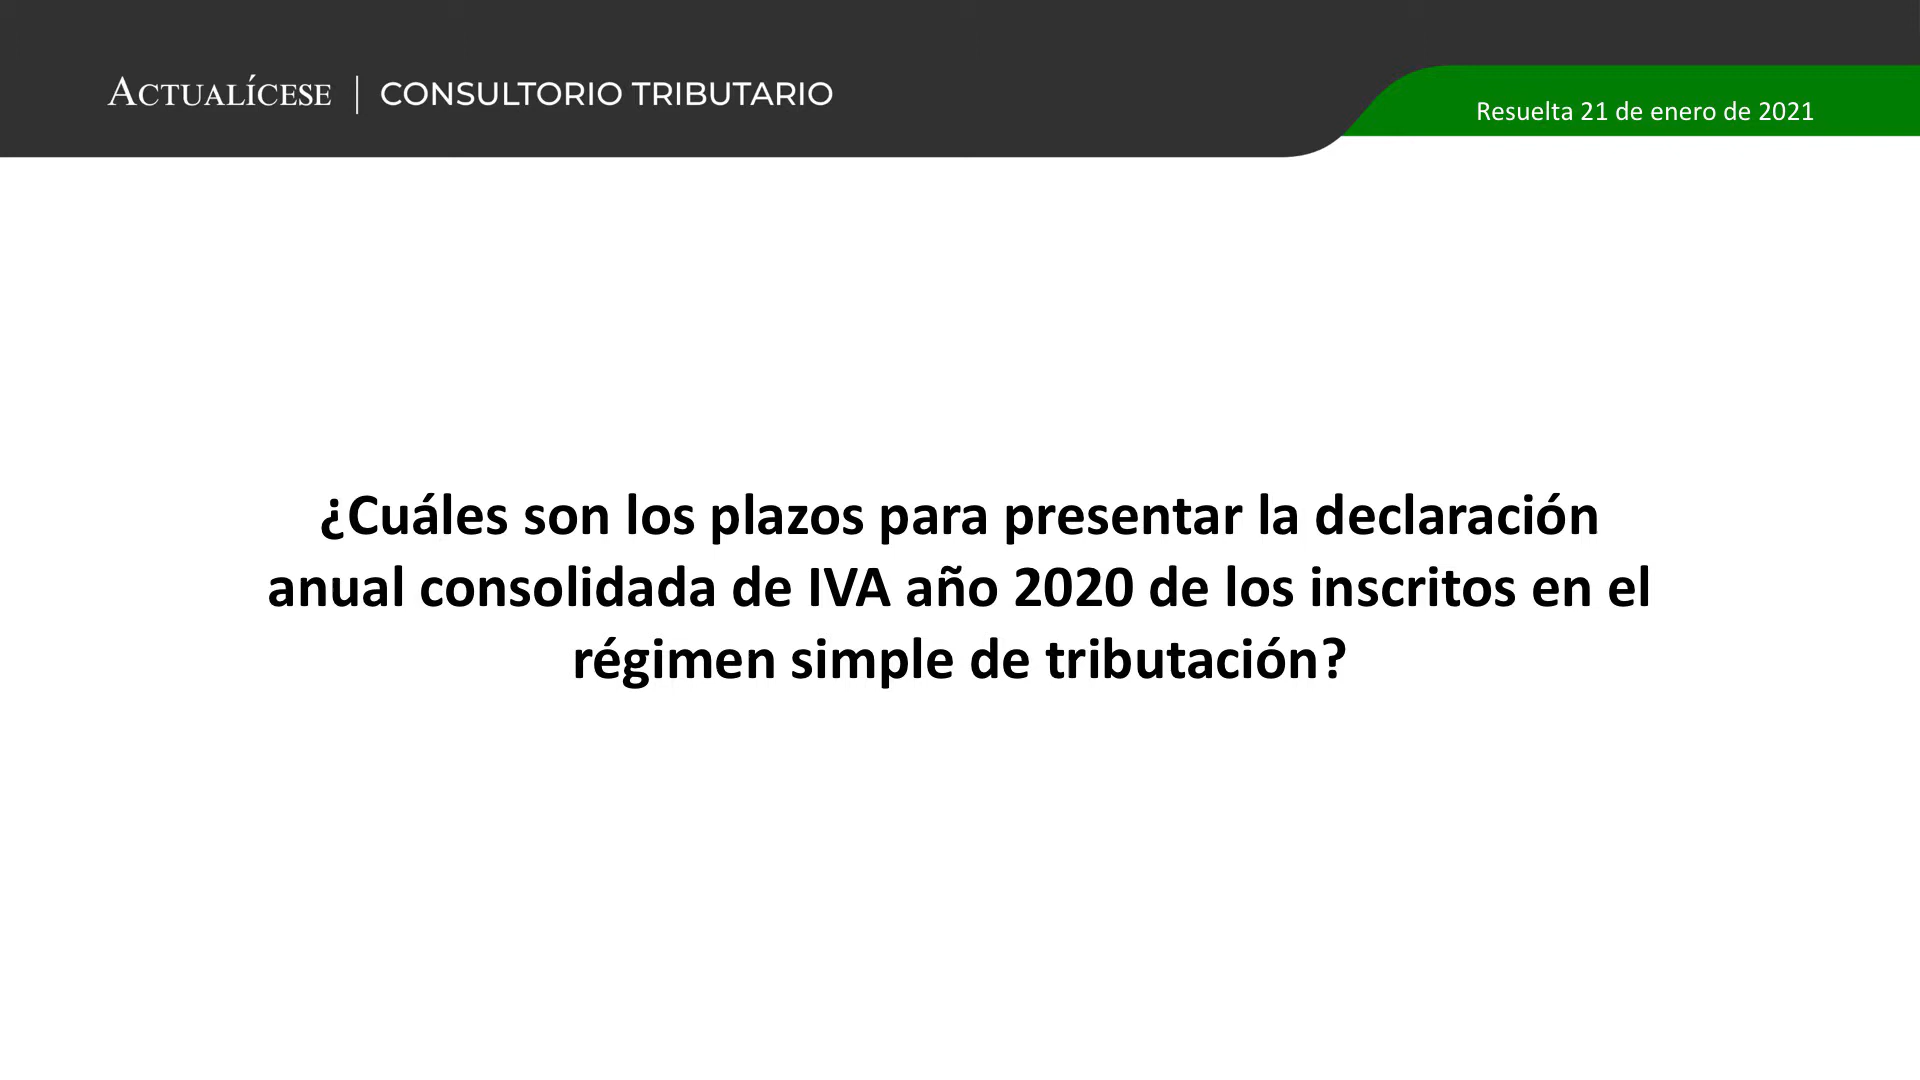 ACTUALÍCESE | CONSULTORIO TRIBUTARIO
Resuelta 21 de enero de 2021
¿Cuáles son los plazos para presentar la declaración
anual consolidada de IVA año 2020 de los inscritos en el
régimen simple de tributación?